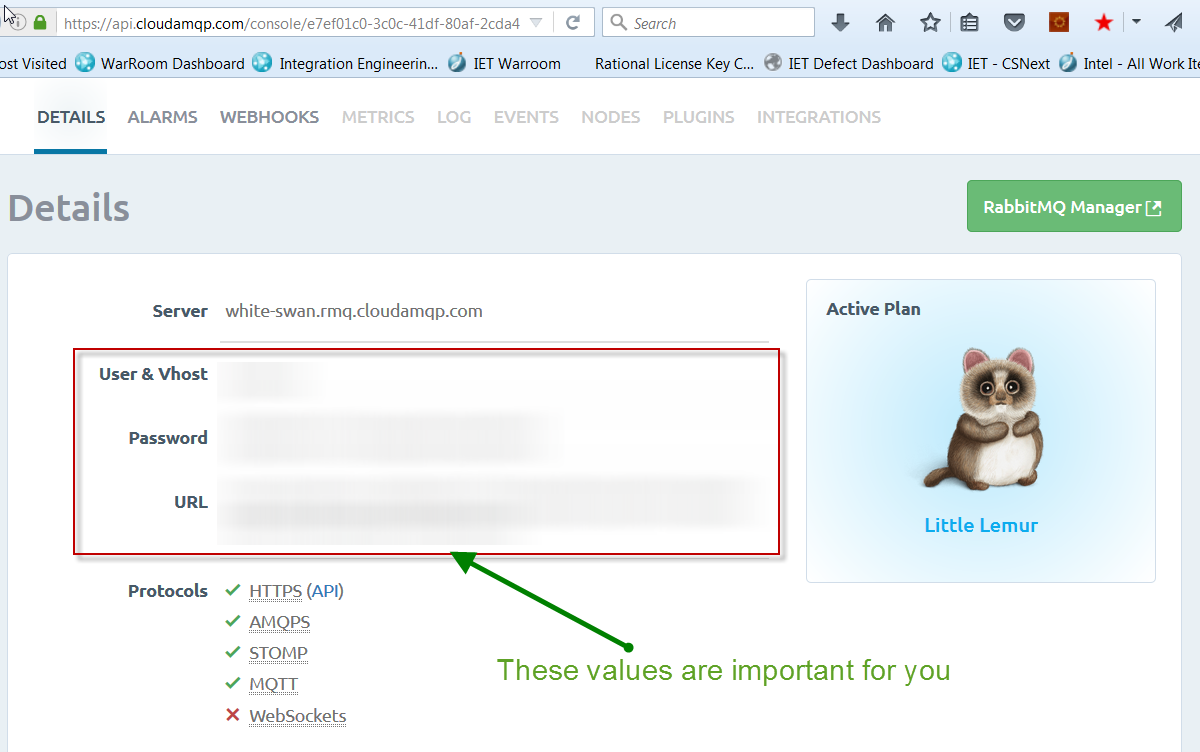 https://api.cloudamqp.com/console/e7ef01c0-3c0c-41df-80af-2cda4
Search
ost Visited WarRoom Dashboard Integration Engineerin... IET Warroom Rational License Key C... IET Defect Dashboard IET - CSNext Intel - All Work Ite
DETAILS ALARMS WEBHOOKS METRICS LOG EVENTS NODES PLUGINS INTEGRATIONS
Details
RabbitMQ Manager
Server white-swan.rmq.cloudamqp.com
Active Plan
User & Vhost
Password
URL
Little Lemur
Protocols HTTPS (API)
AMQPS
STOMP
MQTT
WebSockets
These values are important for you